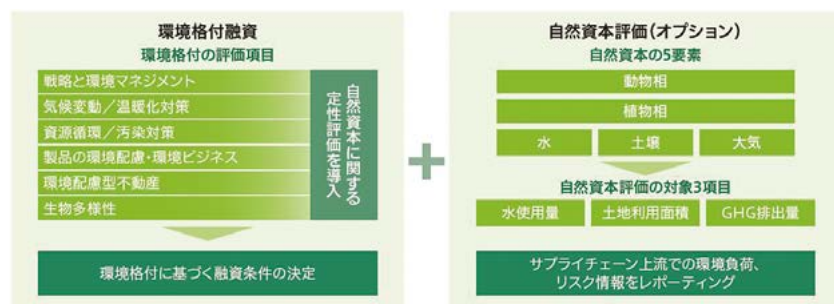 環境格付融資
環境格付の評価項目
戦略と環境マネジメント
気候変動／温暖化対策
資源循環／汚染対策
製品の環境配慮・環境ビジネス
環境配慮型不動産
生物多様性
自然資本に関する
定性評価を導入
環境格付に基づく融資条件の決定
+
自然資本評価（オプション）
自然資本の5要素
動物相
植物相
水
土壌
大気
自然資本評価の対象3項目
水使用量
土地利用面積
GHG排出量
サプライチェーン上流での環境負荷、
リスク情報をレポーティング